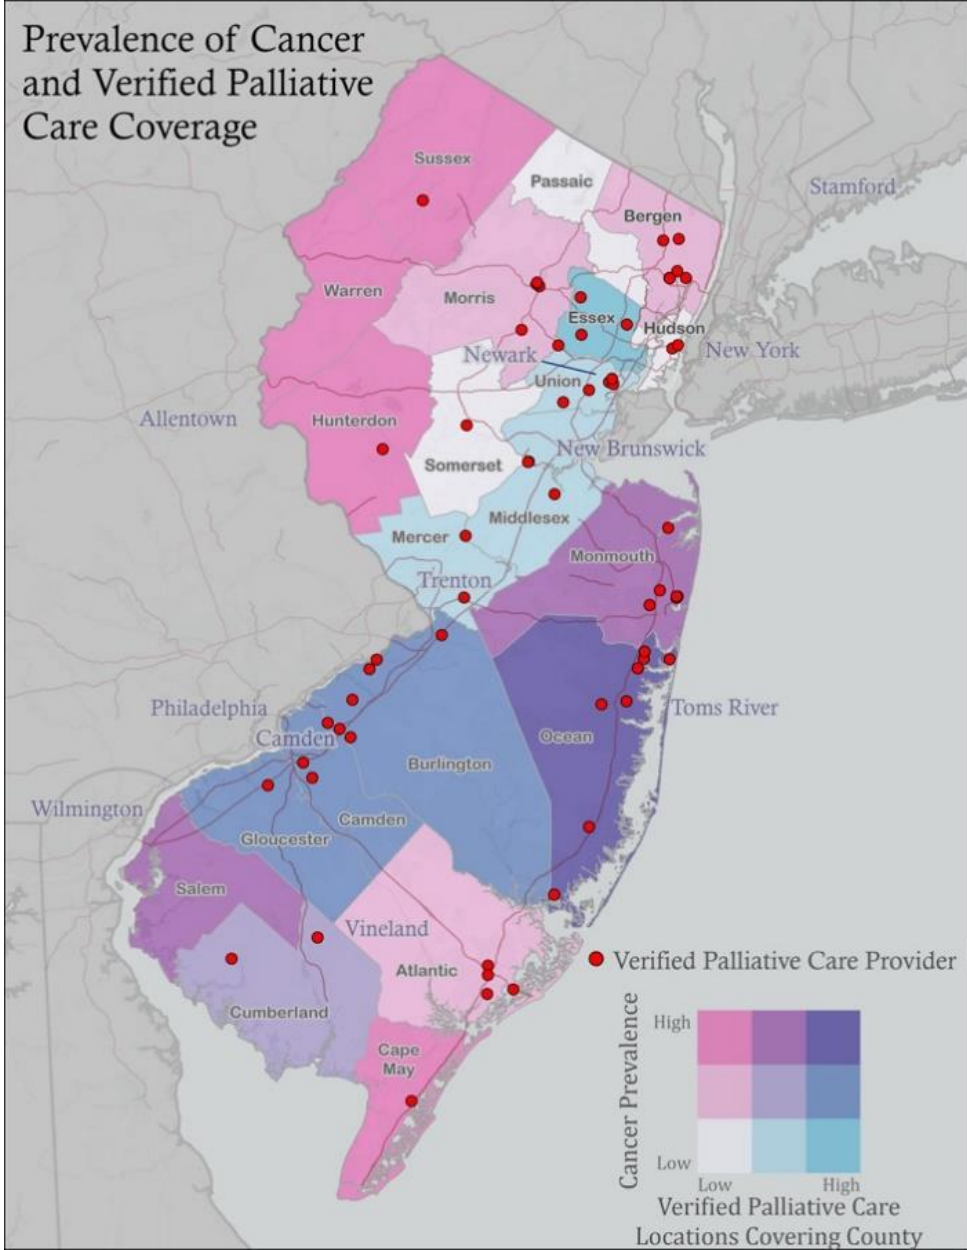 Prevalence of Cancer
and Verified Palliative
Care Coverage
Sussex
Passaic
Stamford
Bergen
Warren
Morris
Essex
Hudson
Newark
New York
Union
Allentown
Hunterdon
New Brunswick
Somerset
Middlesex
Mercer
Monmouth
Trenton
Philadelphia
Toms River
Camden
Ocean
Burlington
Wilmington
Camden
Gloucester
Salem
Vineland
Atlantic
Verified Palliative Care Provider
Cumberland
Cape
May
Cancer Prevalence
High
Low
Low
High
Verified Palliative Care
Locations Covering County